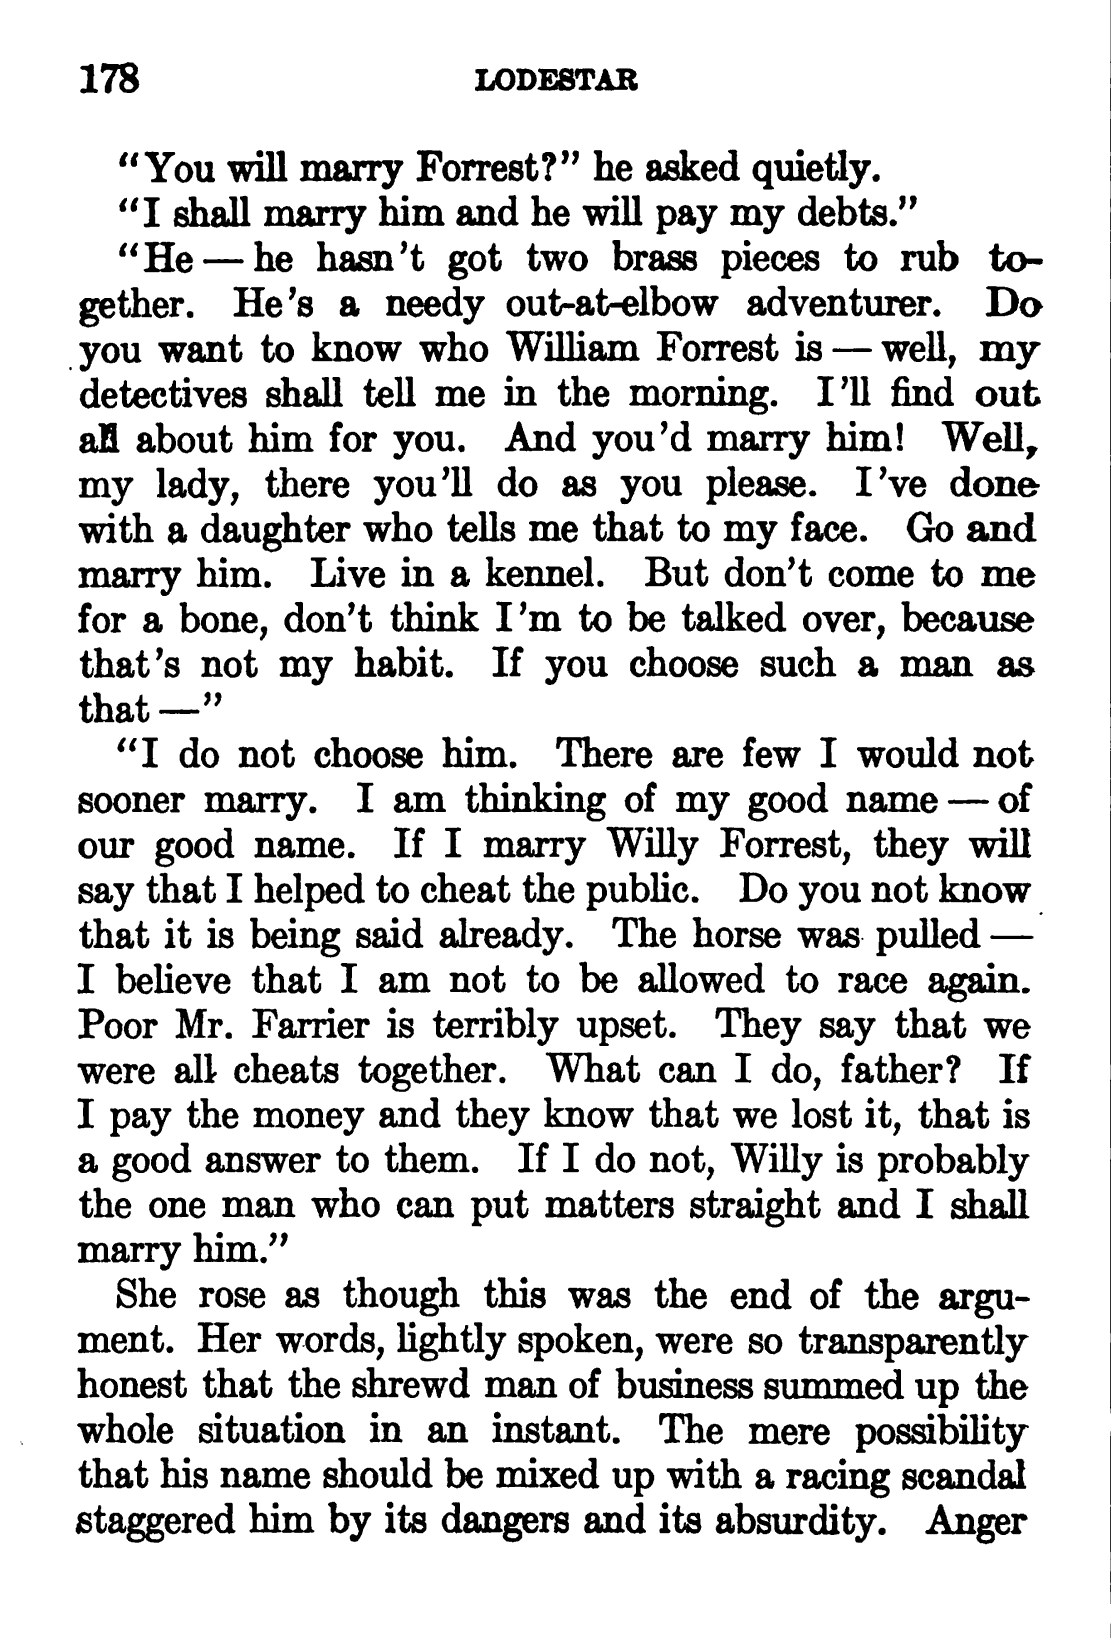 178 LODESTAR
“You will marry Forrest?” he asked quietly.
“I shall marry him and he will pay my debts.”
“He — he hasn't got two brass pieces to rub to-
gether. He's a needy out-at-elbow adventurer. Do
you want to know who William Forrest is — well, my
detectives shall tell me in the morning. I'll find out
all about him for you. And you'd marry him! Well,
my lady, there you'll do as you please. I've done
with a daughter who tells me that to my face. Go and
marry him. Live in a kennel. But don't come to me
for a bone, don't think I'm to be talked over, because
that's not my habit. If you choose such a man as
that —”
“I do not choose him. There are few I would not
sooner marry. I am thinking of my good name — of
our good name. If I marry Willy Forrest, they will
say that I helped to cheat the public. Do you not know
that it is being said already. The horse was pulled —
I believe that I am not to be allowed to race again.
Poor Mr. Farrier is terribly upset. They say that we
were all cheats together. What can I do, father? If
I pay the money and they know that we lost it, that is
a good answer to them. If I do not, Willy is probably
the one man who can put matters straight and I shall
marry him.”
She rose as though this was the end of the argu-
ment. Her words, lightly spoken, were so transparently
honest that the shrewd man of business summed up the
whole situation in an instant. The mere possibility
that his name should be mixed up with a racing scandal
staggered him by its dangers and its absurdity. Anger